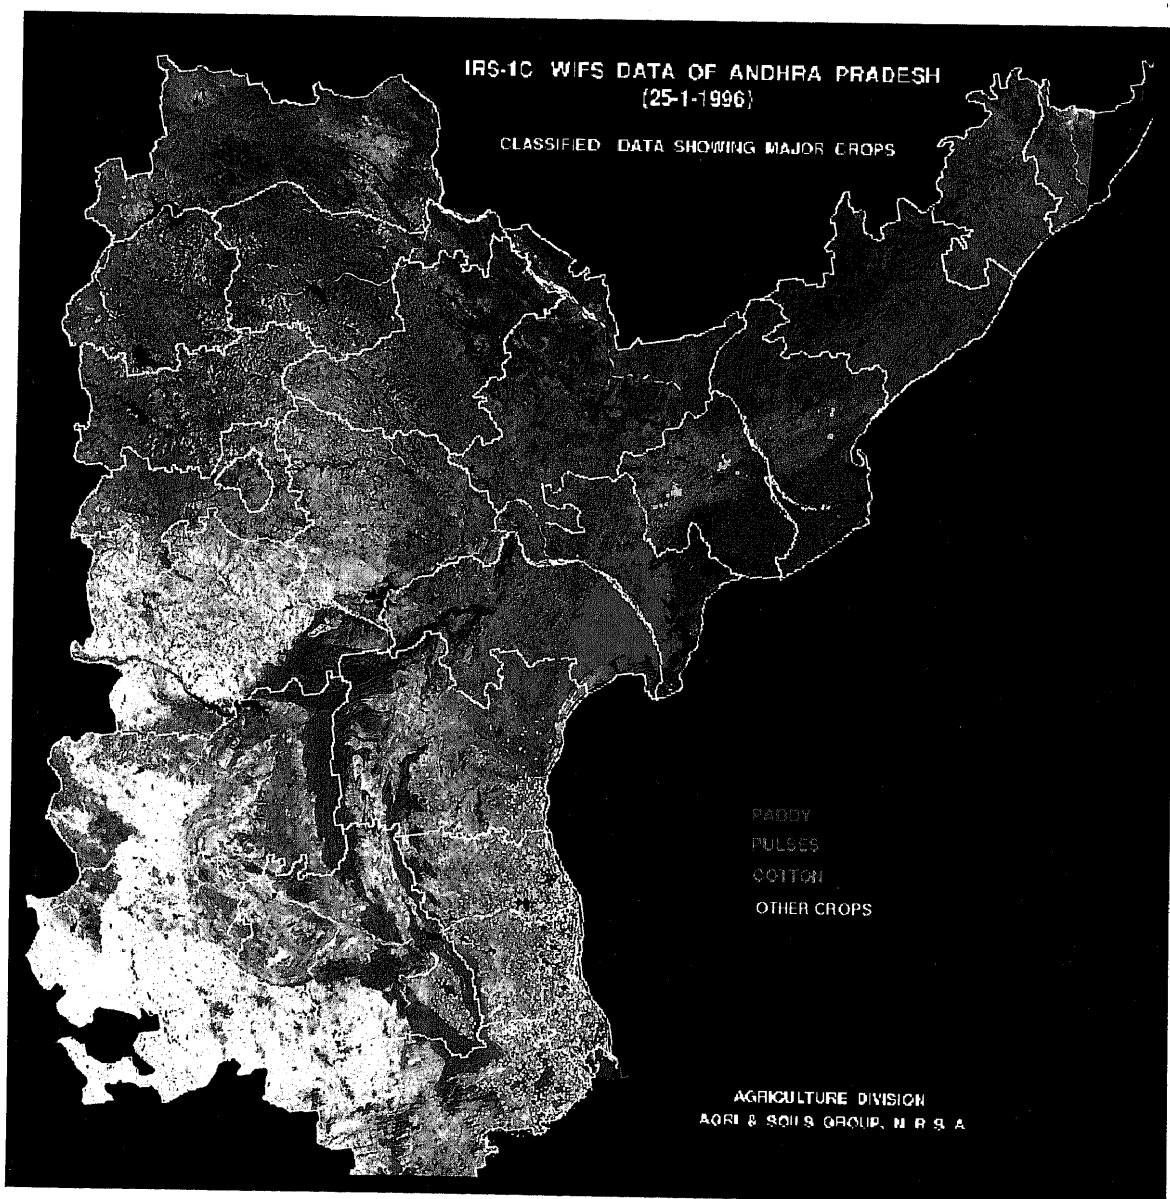 IRS-1C WIFS DATA OF ANDHRA PRADESH
(25-1-1996)
CLASSIFIED DATA SHOWING MAJOR CROPS
PADDY
PULSES
COTTON
OTHER CROPS
AGRICULTURE DIVISION
AGRI & SOILS GROUP, N R S A